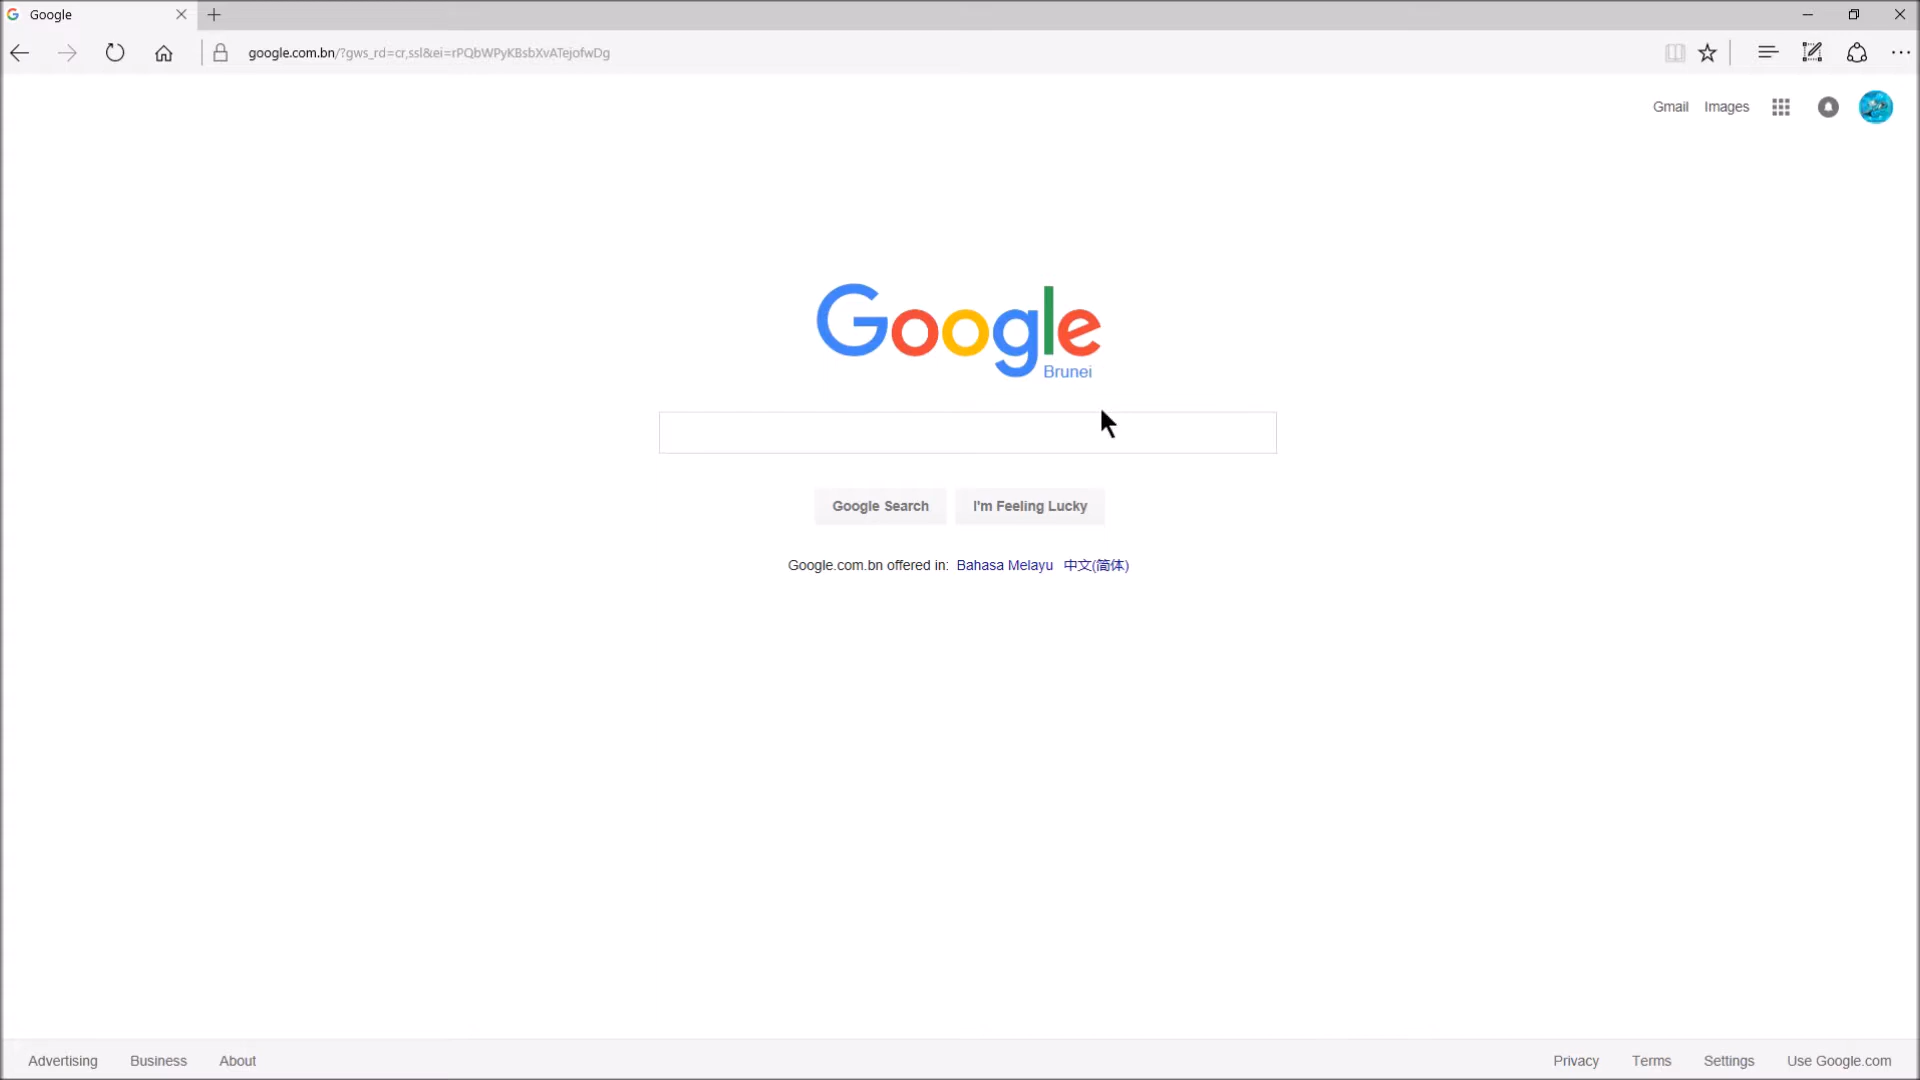 Google
google.com.bn/?gws_rd=cr,ssl&ei=rPQbWPyKBsbXvATejofwDg
Gmail Images
Google
Brunei
Google Search I'm Feeling Lucky
Google.com.bn offered in: Bahasa Melayu 中文(简体)
Advertising Business About Privacy Terms Settings Use Google.com